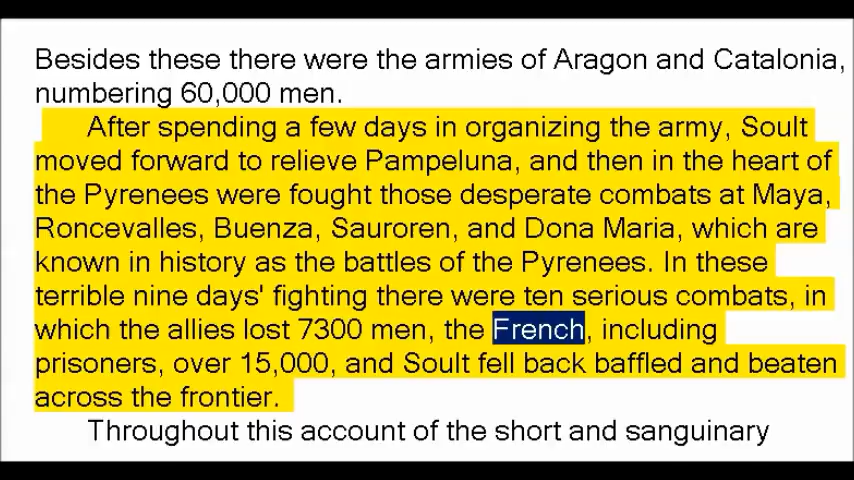 Besides these there were the armies of Aragon and Catalonia,
numbering 60,000 men.
After spending a few days in organizing the army, Soult
moved forward to relieve Pampeluna, and then in the heart of
the Pyrenees were fought those desperate combats at Maya,
Roncevalles, Buenza, Sauroren, and Dona Maria, which are
known in history as the battles of the Pyrenees. In these
terrible nine days' fighting there were ten serious combats, in
which the allies lost 7300 men, the French, including
prisoners, over 15,000, and Soult fell back baffled and beaten
across the frontier.
Throughout this account of the short and sanguinary